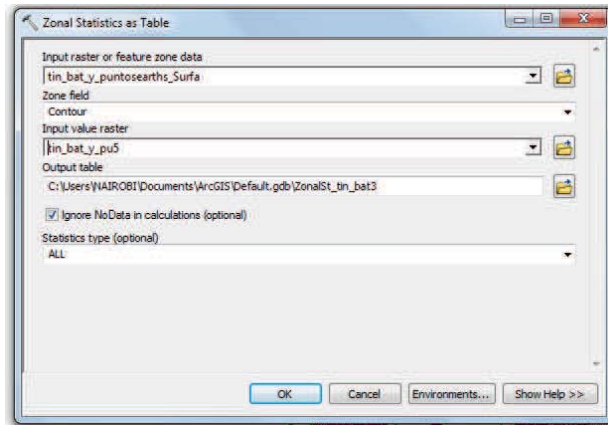 Zonal Statistics as Table
Input raster or feature zone data
tin_bat_y_puntosearths_Surfa
Zone field
Contour
Input value raster
tin_bat_y_pu5
Output table
C:\Users\NAIROBI\Documents\ArcGIS\Default.gdb\ZonalSt_tin_bat3
Ignore NoData in calculations (optional)
Statistics type (optional)
ALL
OK Cancel Environments... Show Help >>